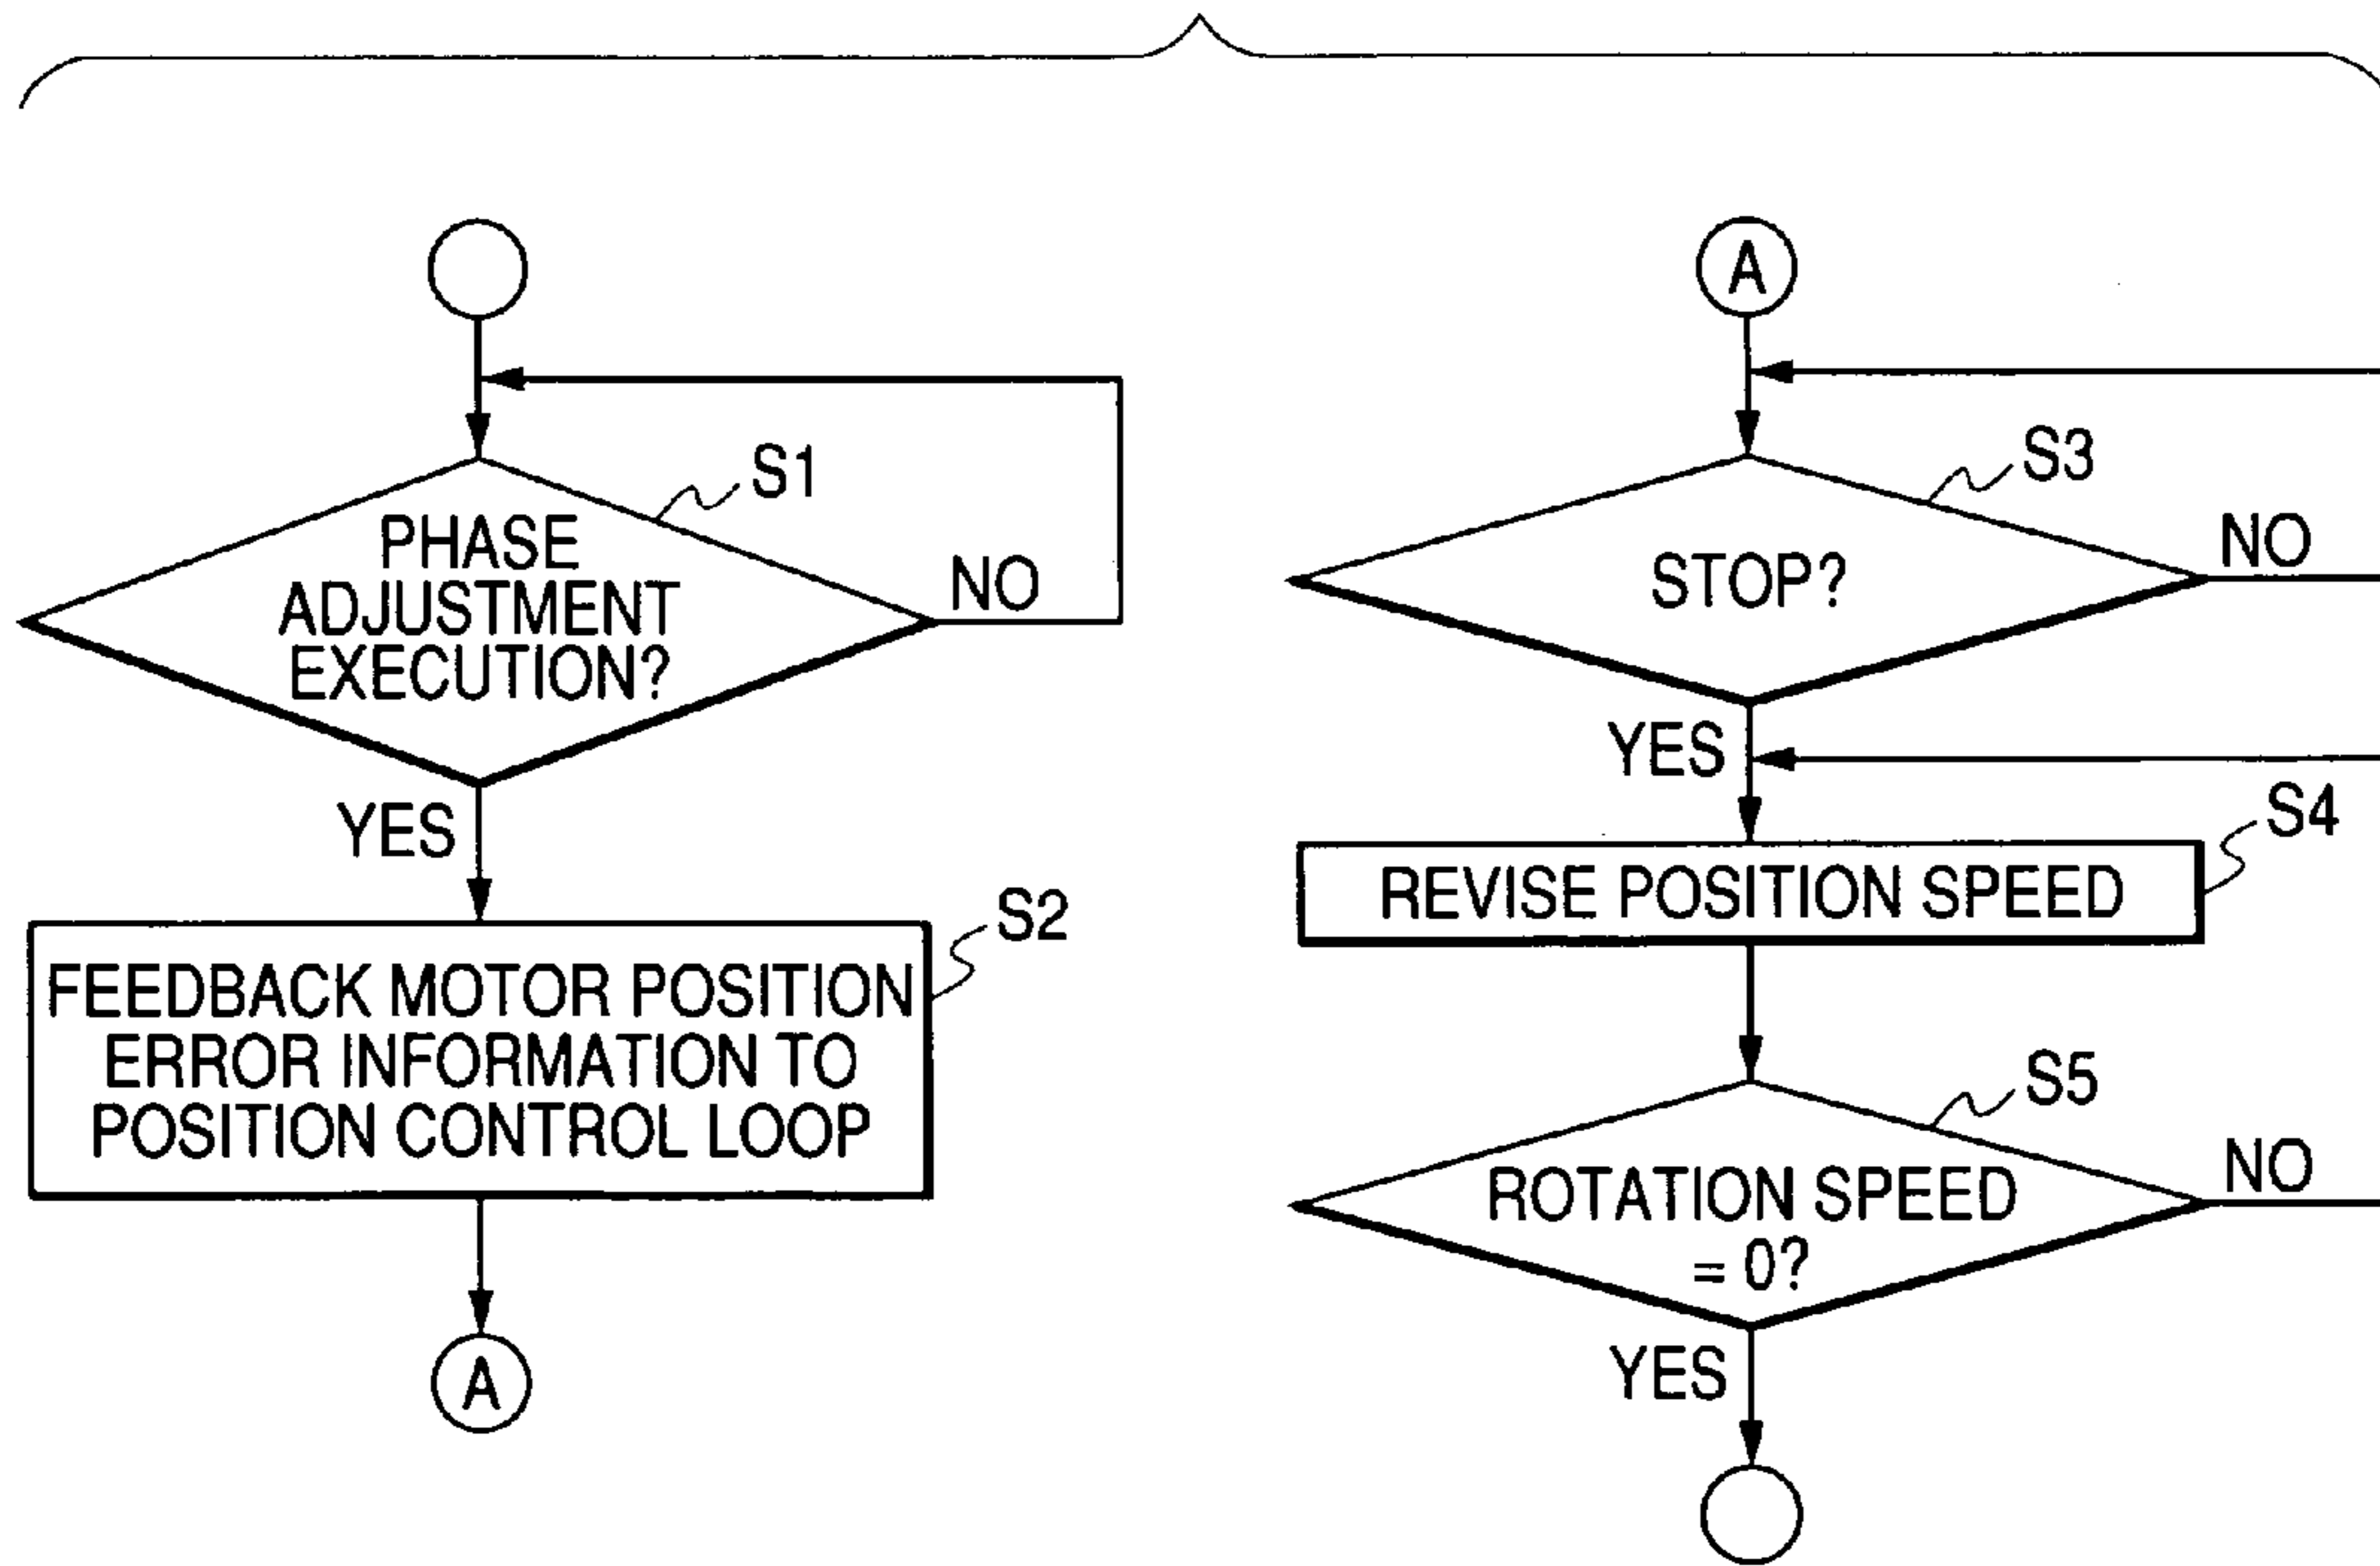 S1
PHASE
ADJUSTMENT
EXECUTION?
NO
YES
S2
FEEDBACK MOTOR POSITION
ERROR INFORMATION TO
POSITION CONTROL LOOP
A
A
S3
STOP?
NO
YES
S4
REVISE POSITION SPEED
S5
ROTATION SPEED
= 0?
NO
YES